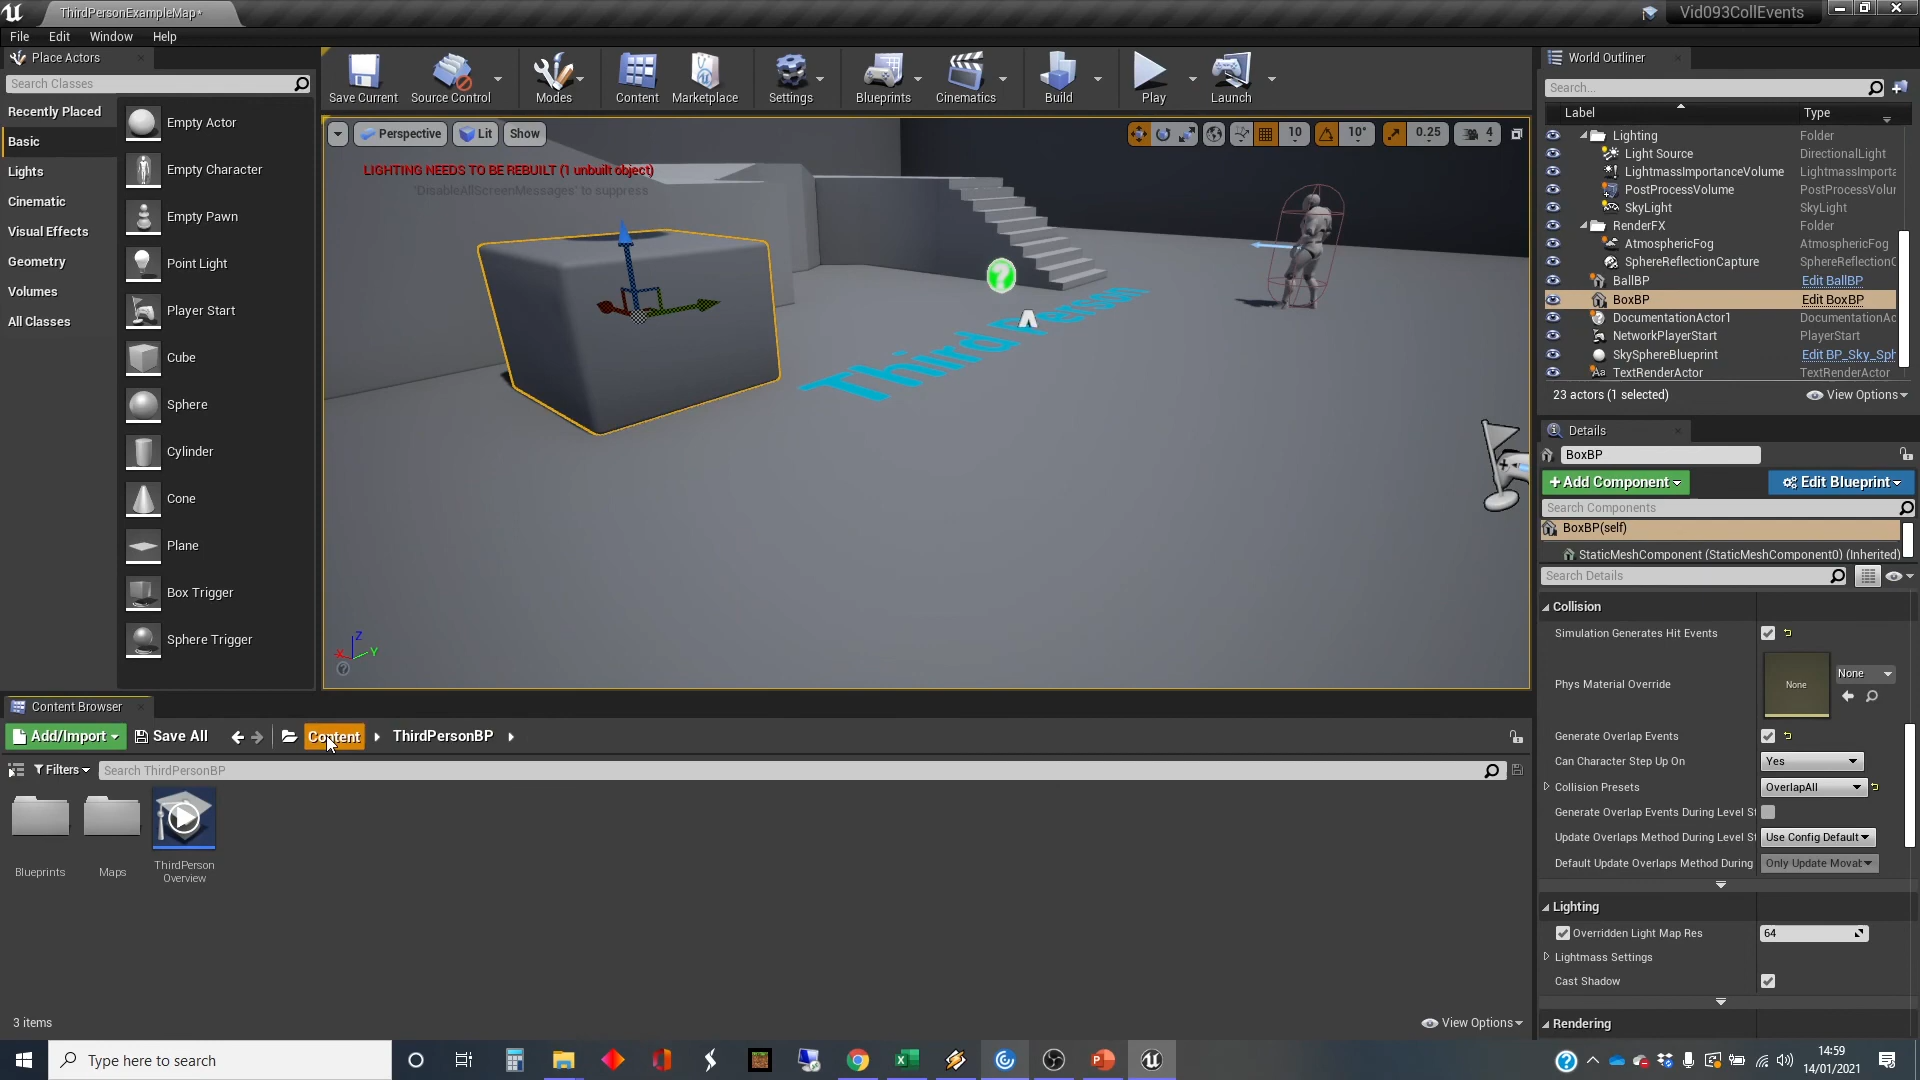 ThirdPersonExampleMap*
Vid093CollEvents
File Edit Window Help
Place Actors
Search Classes
Recently Placed
Basic
Lights
Cinematic
Visual Effects
Geometry
Volumes
All Classes
Empty Actor
Empty Character
Empty Pawn
Point Light
Player Start
Cube
Sphere
Cylinder
Cone
Plane
Box Trigger
Sphere Trigger
Save Current Source Control Modes Content Marketplace Settings Blueprints Cinematics Build Play Launch
Perspective Lit Show
10 10° 0.25 4
LIGHTING NEEDS TO BE REBUILT (1 unbuilt object)
'DisableAllScreenMessages' to suppress
Third Person
Z
X Y
World Outliner
Search...
Label Type
Lighting Folder
Light Source DirectionalLight
LightmassImportanceVolume LightmassImporta
PostProcessVolume PostProcessVolur
SkyLight SkyLight
RenderFX Folder
AtmosphericFog AtmosphericFog
SphereReflectionCapture SphereReflectionC
BallBP Edit BallBP
BoxBP Edit BoxBP
DocumentationActor1 DocumentationAc
NetworkPlayerStart PlayerStart
SkySphereBlueprint Edit BP_Sky_Sph
TextRenderActor TextRenderActor
23 actors (1 selected) View Options
Details
BoxBP
+Add Component Edit Blueprint
Search Components
BoxBP(self)
StaticMeshComponent (StaticMeshComponent0) (Inherited)
Search Details
Collision
Simulation Generates Hit Events
Phys Material Override None None
Generate Overlap Events
Can Character Step Up On Yes
Collision Presets OverlapAll
Generate Overlap Events During Level St
Update Overlaps Method During Level St Use Config Default
Default Update Overlaps Method During Only Update Movat
Lighting
Overridden Light Map Res 64
Lightmass Settings
Cast Shadow
Rendering
Content Browser
Add/Import Save All Content ThirdPersonBP
Filters Search ThirdPersonBP
Blueprints
Maps
ThirdPerson
Overview
3 items View Options
Type here to search
14:59
14/01/2021